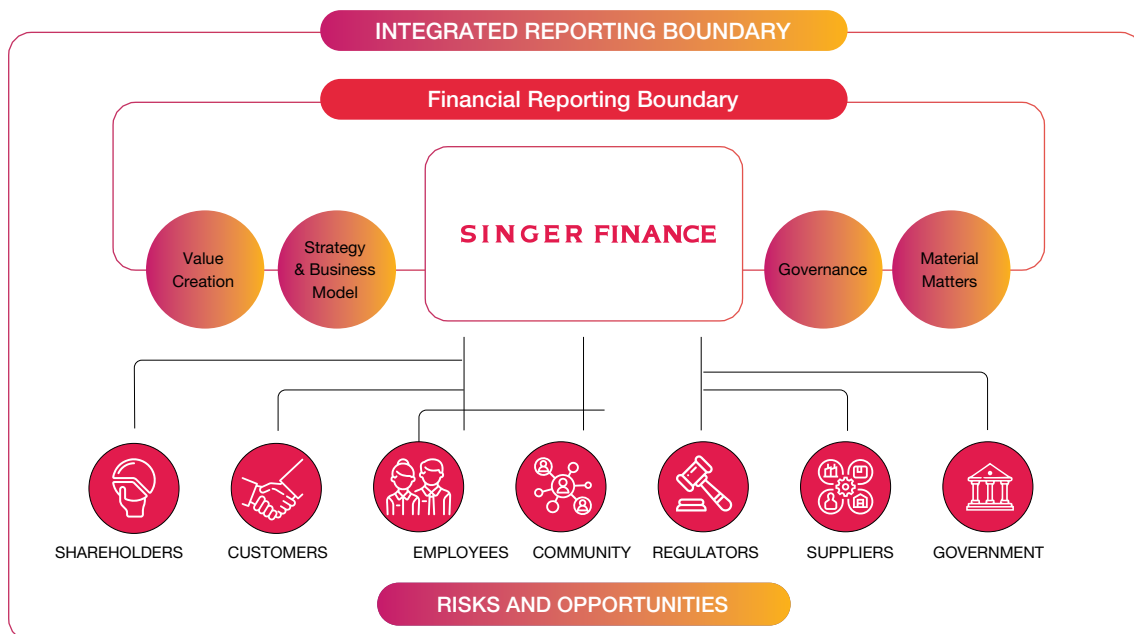 INTEGRATED REPORTING BOUNDARY
Financial Reporting Boundary
SINGER FINANCE
Value
Creation
Strategy
& Business
Model
Governance
Material
Matters
SHAREHOLDERS
CUSTOMERS
EMPLOYEES
COMMUNITY
REGULATORS
SUPPLIERS
GOVERNMENT
RISKS AND OPPORTUNITIES